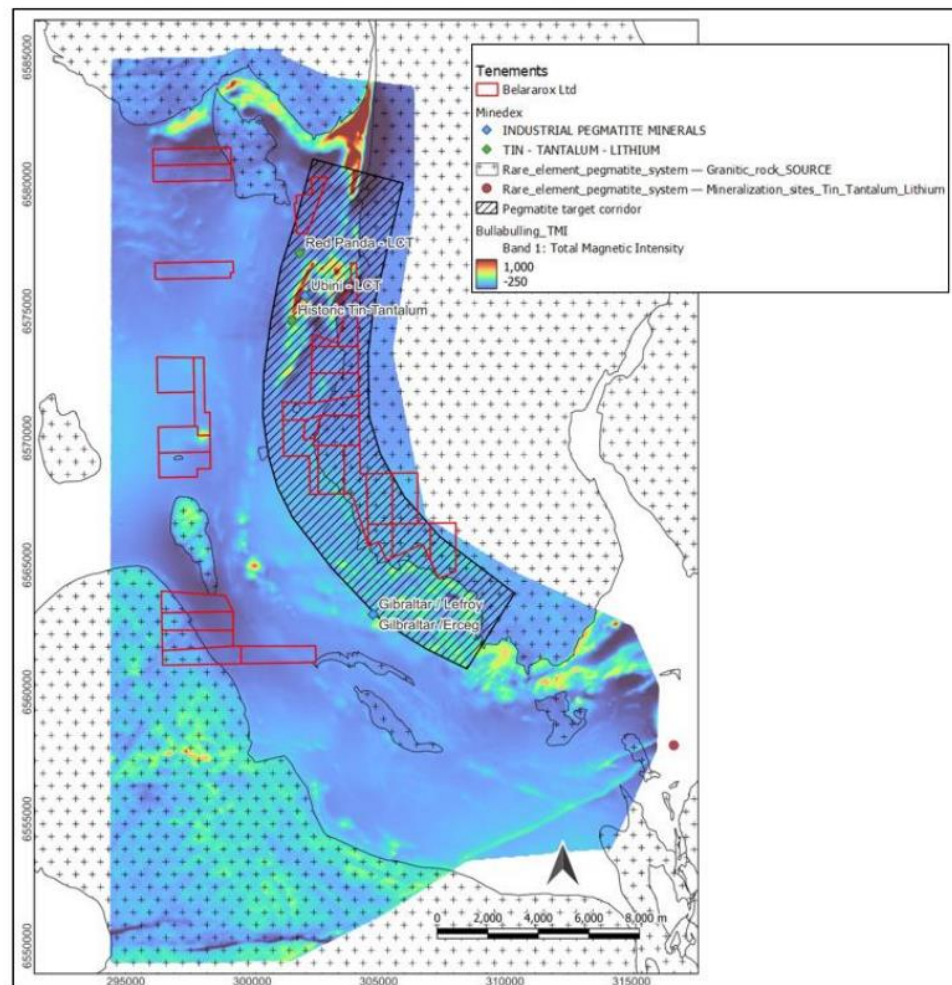 Tenements
Belararox Ltd
Minedex
INDUSTRIAL PEGMATITE MINERALS
TIN - TANTALUM - LITHIUM
Rare_element_pegmatite_system — Granitic_rock_SOURCE
Rare_element_pegmatite_system — Mineralization_sites_Tin_Tantalum_Lithium
Pegmatite target corridor
Bullabulling_TMI
Band 1: Total Magnetic Intensity
1,000
-250
Red Panda - LCT
Ubini - LCT
Historic Tin-Tantalum
Gibraltar / Lefroy
Gilbraltar /Erceg
6585000
6580000
6575000
6570000
6565000
6560000
6555000
6550000
0 2,000 4,000 6,000 8,000 m
295000 300000 305000 310000 315000